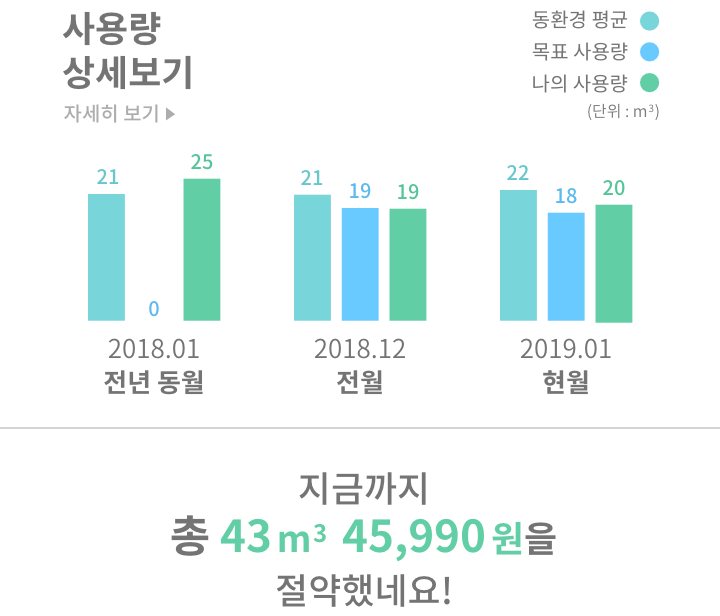 사용량
상세보기
자세히 보기
동환경 평균
목표 사용량
나의 사용량
(단위 : m³)
21
0
25
21
19
19
22
18
20
2018.01
전년 동월
2018.12
전월
2019.01
현월
지금까지
총 43 m³ 45,990 원을
절약했네요!